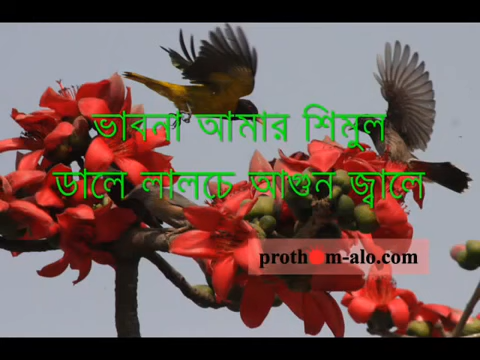 ভাবনা আমার শিমুল
ডালে লালচে আগুন জ্বালে
prothom-alo.com